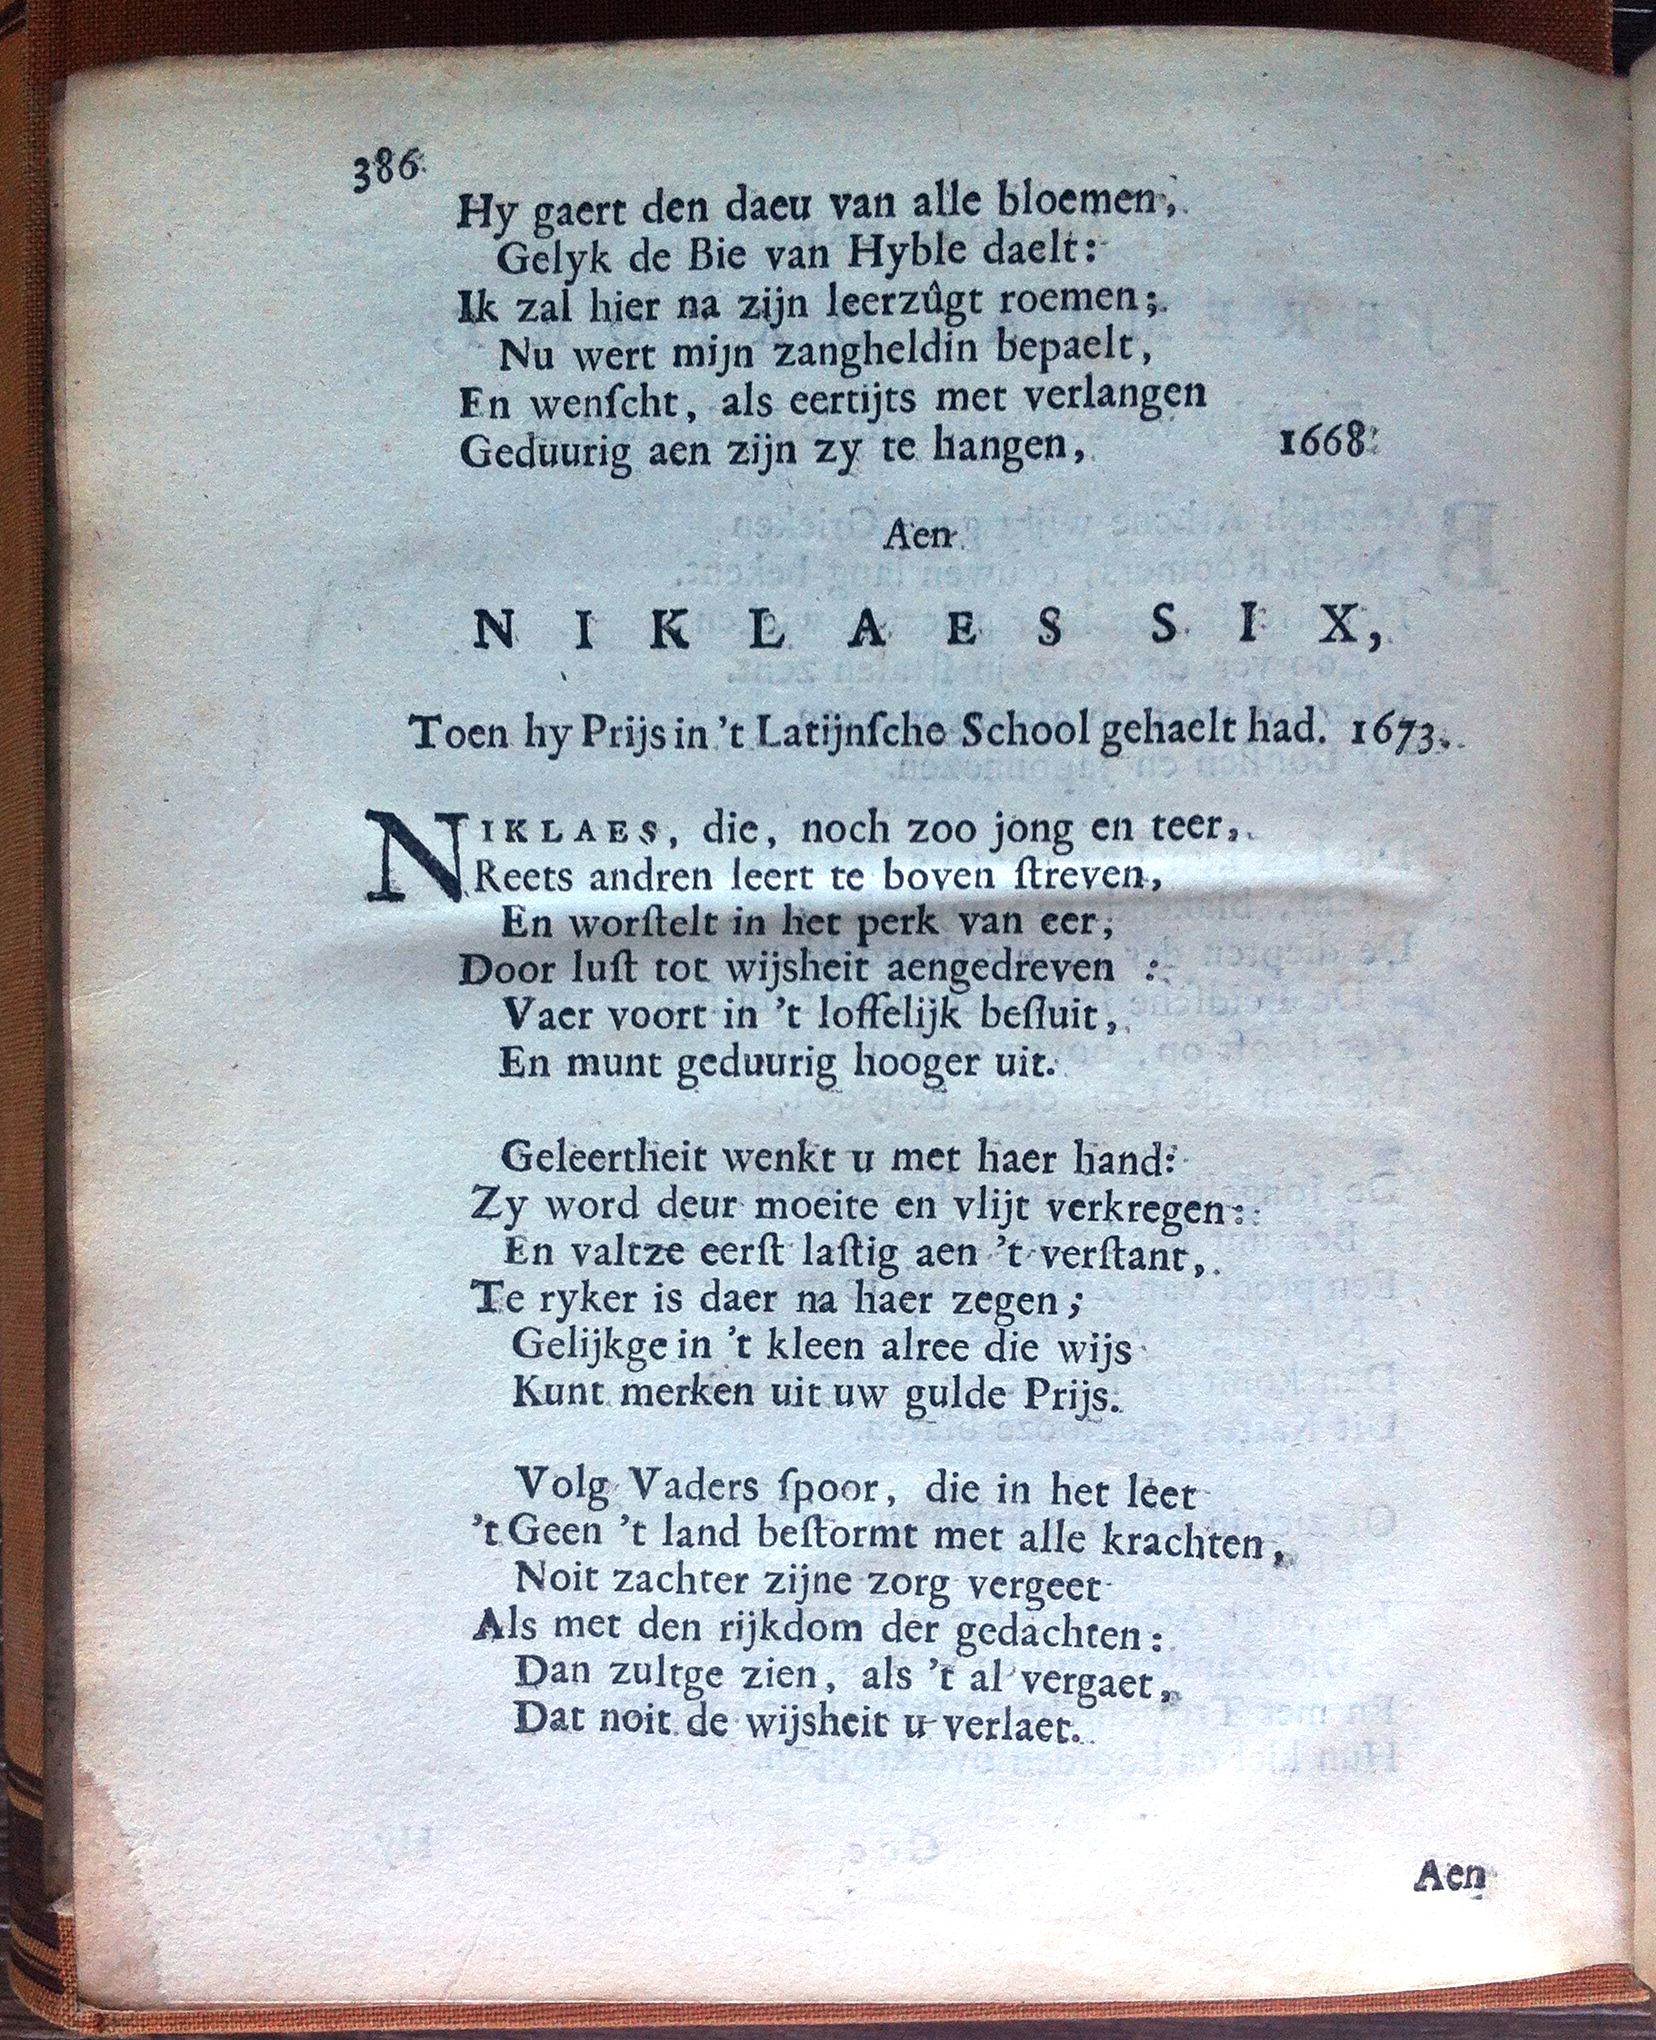 386
Hy gaert den daeu van alle bloemen,
Gelyk de Bie van Hyble daelt:
Ik zal hier na zijn leerzûgt roemen;
Nu wert mijn zangheldin bepaelt,
En wenſcht, als eertijts met verlangen
Geduurig aen zijn zy te hangen, 1668.
Aen
NIKLAES SIX,
Toen hy Prijs in 't Latijnſche School gehaelt had. 1673.
NIKLAES, die, noch zoo jong en teer,
Reets andren leert te boven ſtreven,
En worſtelt in het perk van eer,
Door luſt tot wijsheit aengedreven :
Vaer voort in 't loffelijk beſluit,
En munt geduurig hooger uit.
Geleertheit wenkt u met haer hand:
Zy word deur moeite en vlijt verkregen:
En valtze eerſt laſtig aen 't verſtant,
Te ryker is daer na haer zegen;
Gelijkge in 't kleen alree die wijs
Kunt merken uit uw gulde Prijs.
Volg Vaders ſpoor, die in het leet
't Geen 't land beſtormt met alle krachten,
Noit zachter zijne zorg vergeet
Als met den rijkdom der gedachten:
Dan zultge zien, als 't al vergaet,
Dat noit de wijsheit u verlaet.
Aen